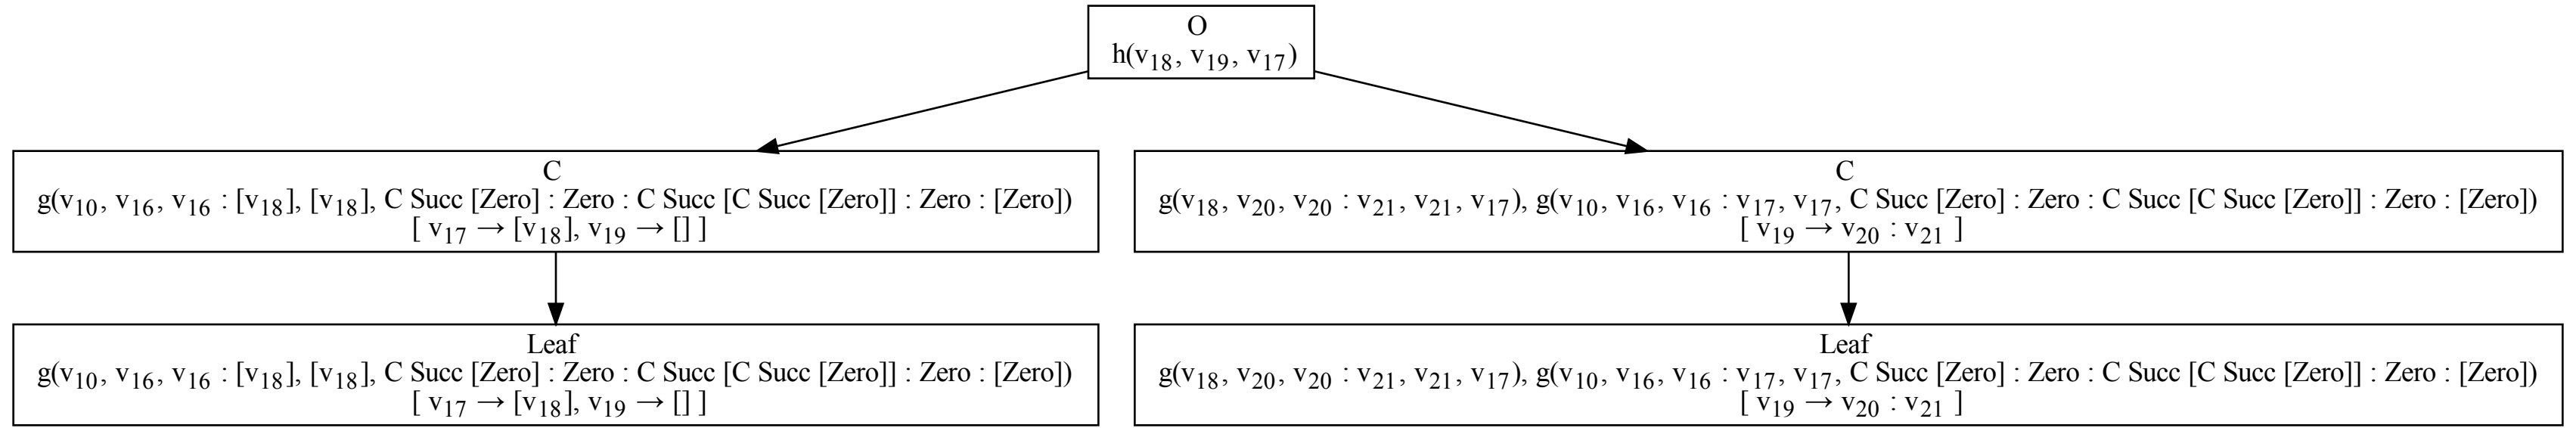 O
h(v18, v19, v17)
C
g(v10, v16, v16 : [v18], [v18], C Succ [Zero] : Zero : C Succ [C Succ [Zero]] : Zero : [Zero])
[ v17 → [v18], v19 → [] ]
C
g(v18, v20, v20 : v21, v21, v17), g(v10, v16, v16 : v17, v17, C Succ [Zero] : Zero : C Succ [C Succ [Zero]] : Zero : [Zero])
[ v19 → v20 : v21 ]
Leaf
g(v10, v16, v16 : [v18], [v18], C Succ [Zero] : Zero : C Succ [C Succ [Zero]] : Zero : [Zero])
[ v17 → [v18], v19 → [] ]
Leaf
g(v18, v20, v20 : v21, v21, v17), g(v10, v16, v16 : v17, v17, C Succ [Zero] : Zero : C Succ [C Succ [Zero]] : Zero : [Zero])
[ v19 → v20 : v21 ]